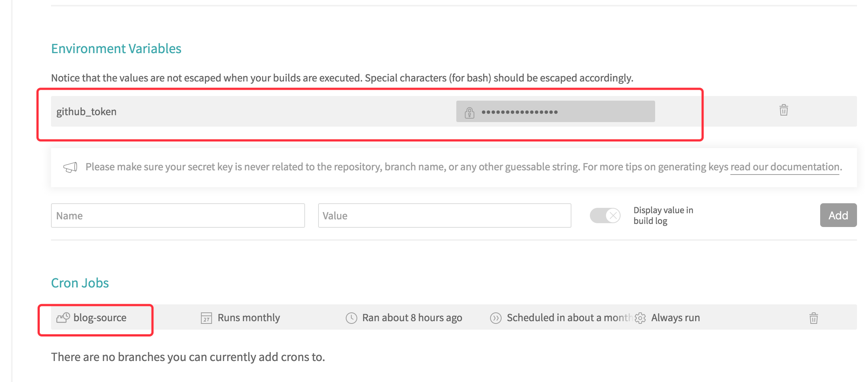 Environment Variables
Notice that the values are not escaped when your builds are executed. Special characters (for bash) should be escaped accordingly.
github_token ••••••••••••••••
Please make sure your secret key is never related to the repository, branch name, or any other guessable string. For more tips on generating keys read our documentation.
Name Value Display value in
build log Add
Cron Jobs
blog-source 27 Runs monthly Ran about 8 hours ago Scheduled in about a month Always run
There are no branches you can currently add crons to.